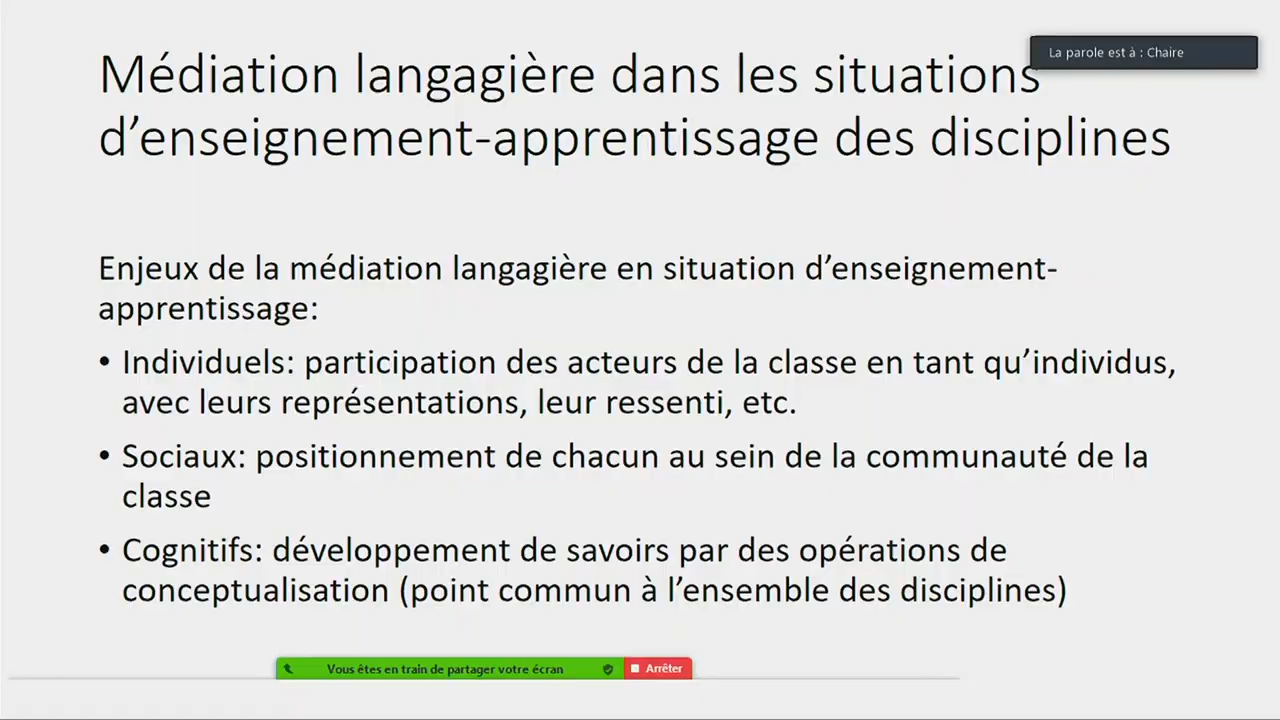 La parole est à : Chaire
Médiation langagière dans les situations
d’enseignement-apprentissage des disciplines
Enjeux de la médiation langagière en situation d’enseignement-
apprentissage:
• Individuels: participation des acteurs de la classe en tant qu’individus,
avec leurs représentations, leur ressenti, etc.
• Sociaux: positionnement de chacun au sein de la communauté de la
classe
• Cognitifs: développement de savoirs par des opérations de
conceptualisation (point commun à l’ensemble des disciplines)
Vous êtes en train de partager votre écran
Arrêter